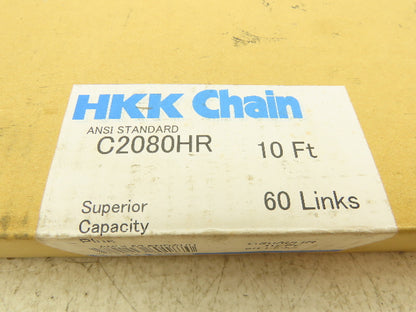 HKK Chain
ANSI STANDARD
C2080HR 10 Ft
Superior 60 Links
Capacity